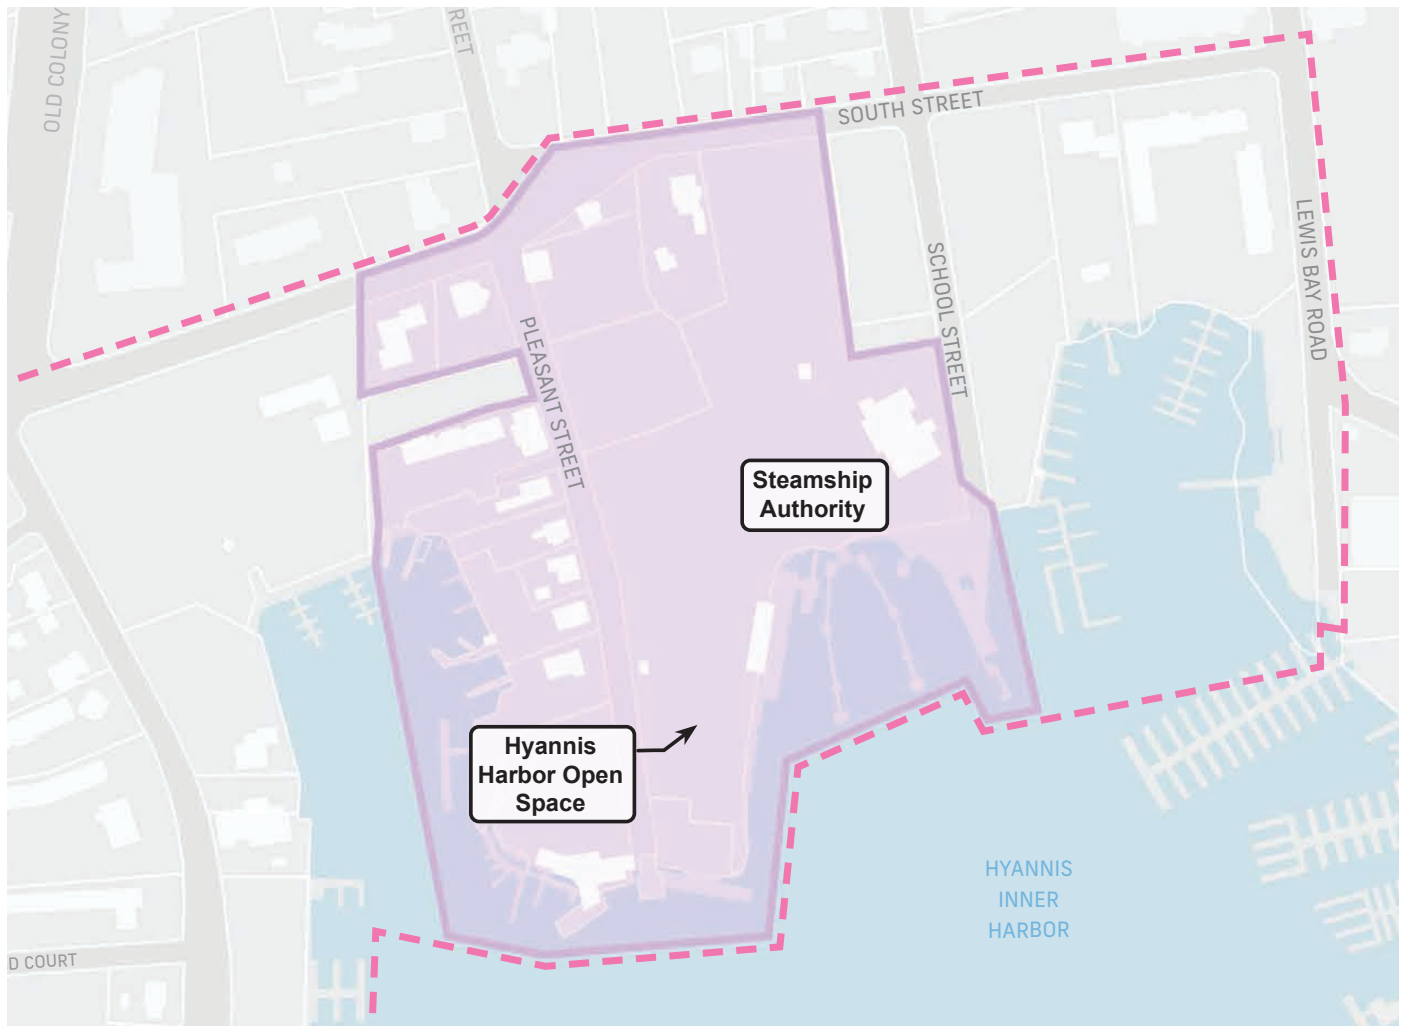 OLD COLONY
REET
SOUTH STREET
LEWIS BAY ROAD
SCHOOL STREET
PLEASANT STREET
Steamship
Authority
Hyannis
Harbor Open
Space
HYANNIS
INNER
HARBOR
D COURT